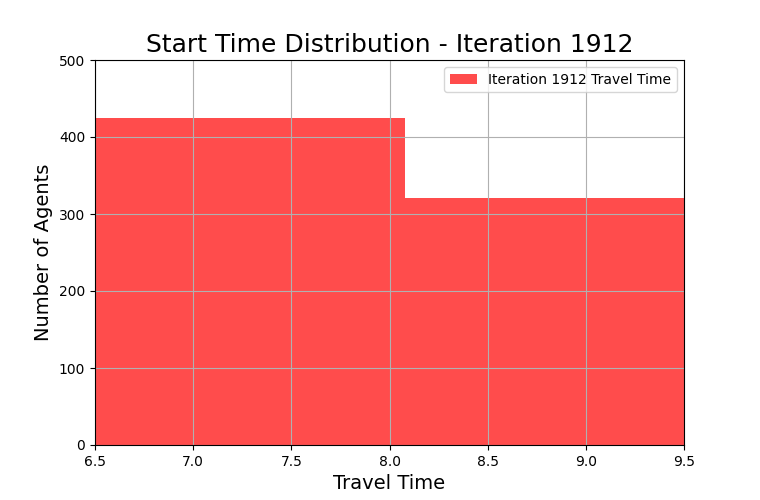 Start Time Distribution - Iteration 1912
Iteration 1912 Travel Time
Number of Agents
500
400
300
200
100
0
6.5 7.0 7.5 8.0 8.5 9.0 9.5
Travel Time